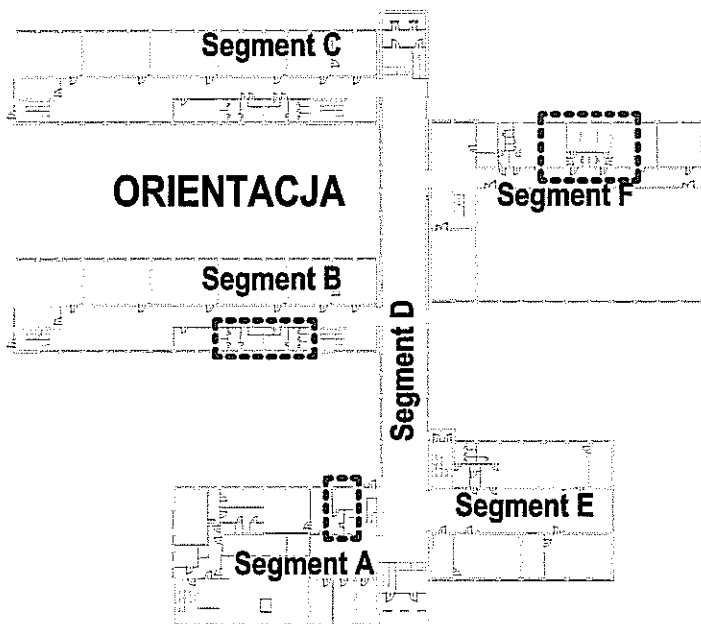 Segment C
ORIENTACJA
Segment F
Segment B
Segment D
Segment E
Segment A